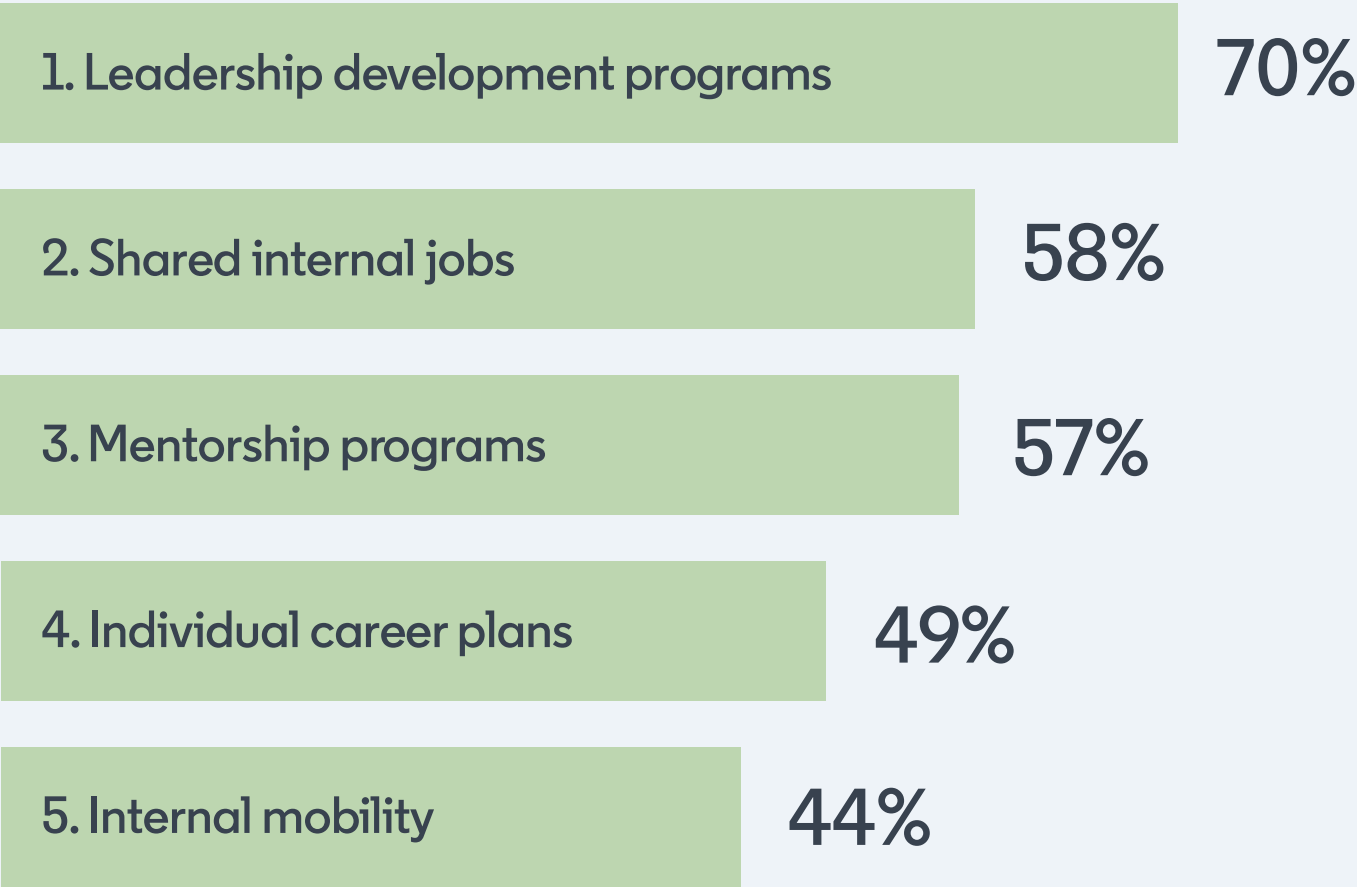 1. Leadership development programs 70%
2. Shared internal jobs 58%
3. Mentorship programs 57%
4. Individual career plans 49%
5. Internal mobility 44%